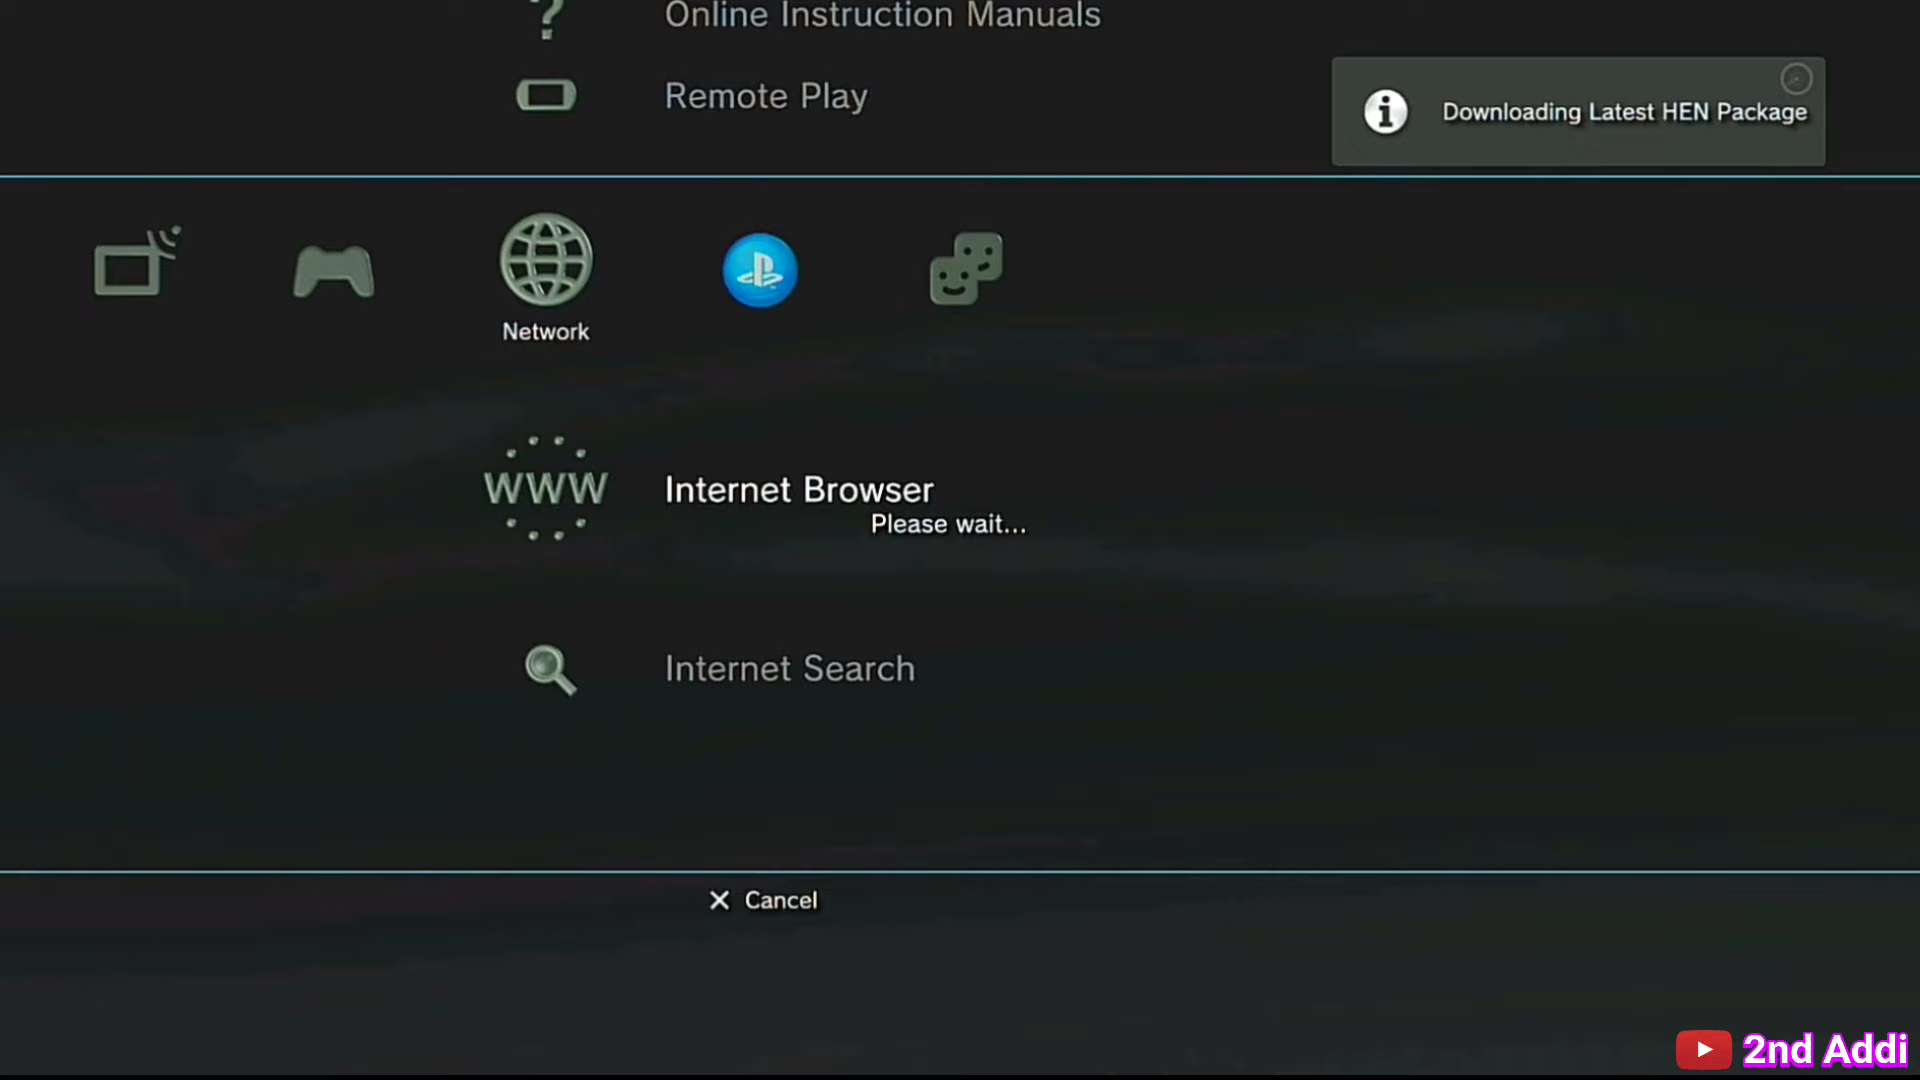 Online Instruction Manuals
Remote Play
Downloading Latest HEN Package
Network
WWW
Internet Browser
Please wait...
Internet Search
Cancel
2nd Addi